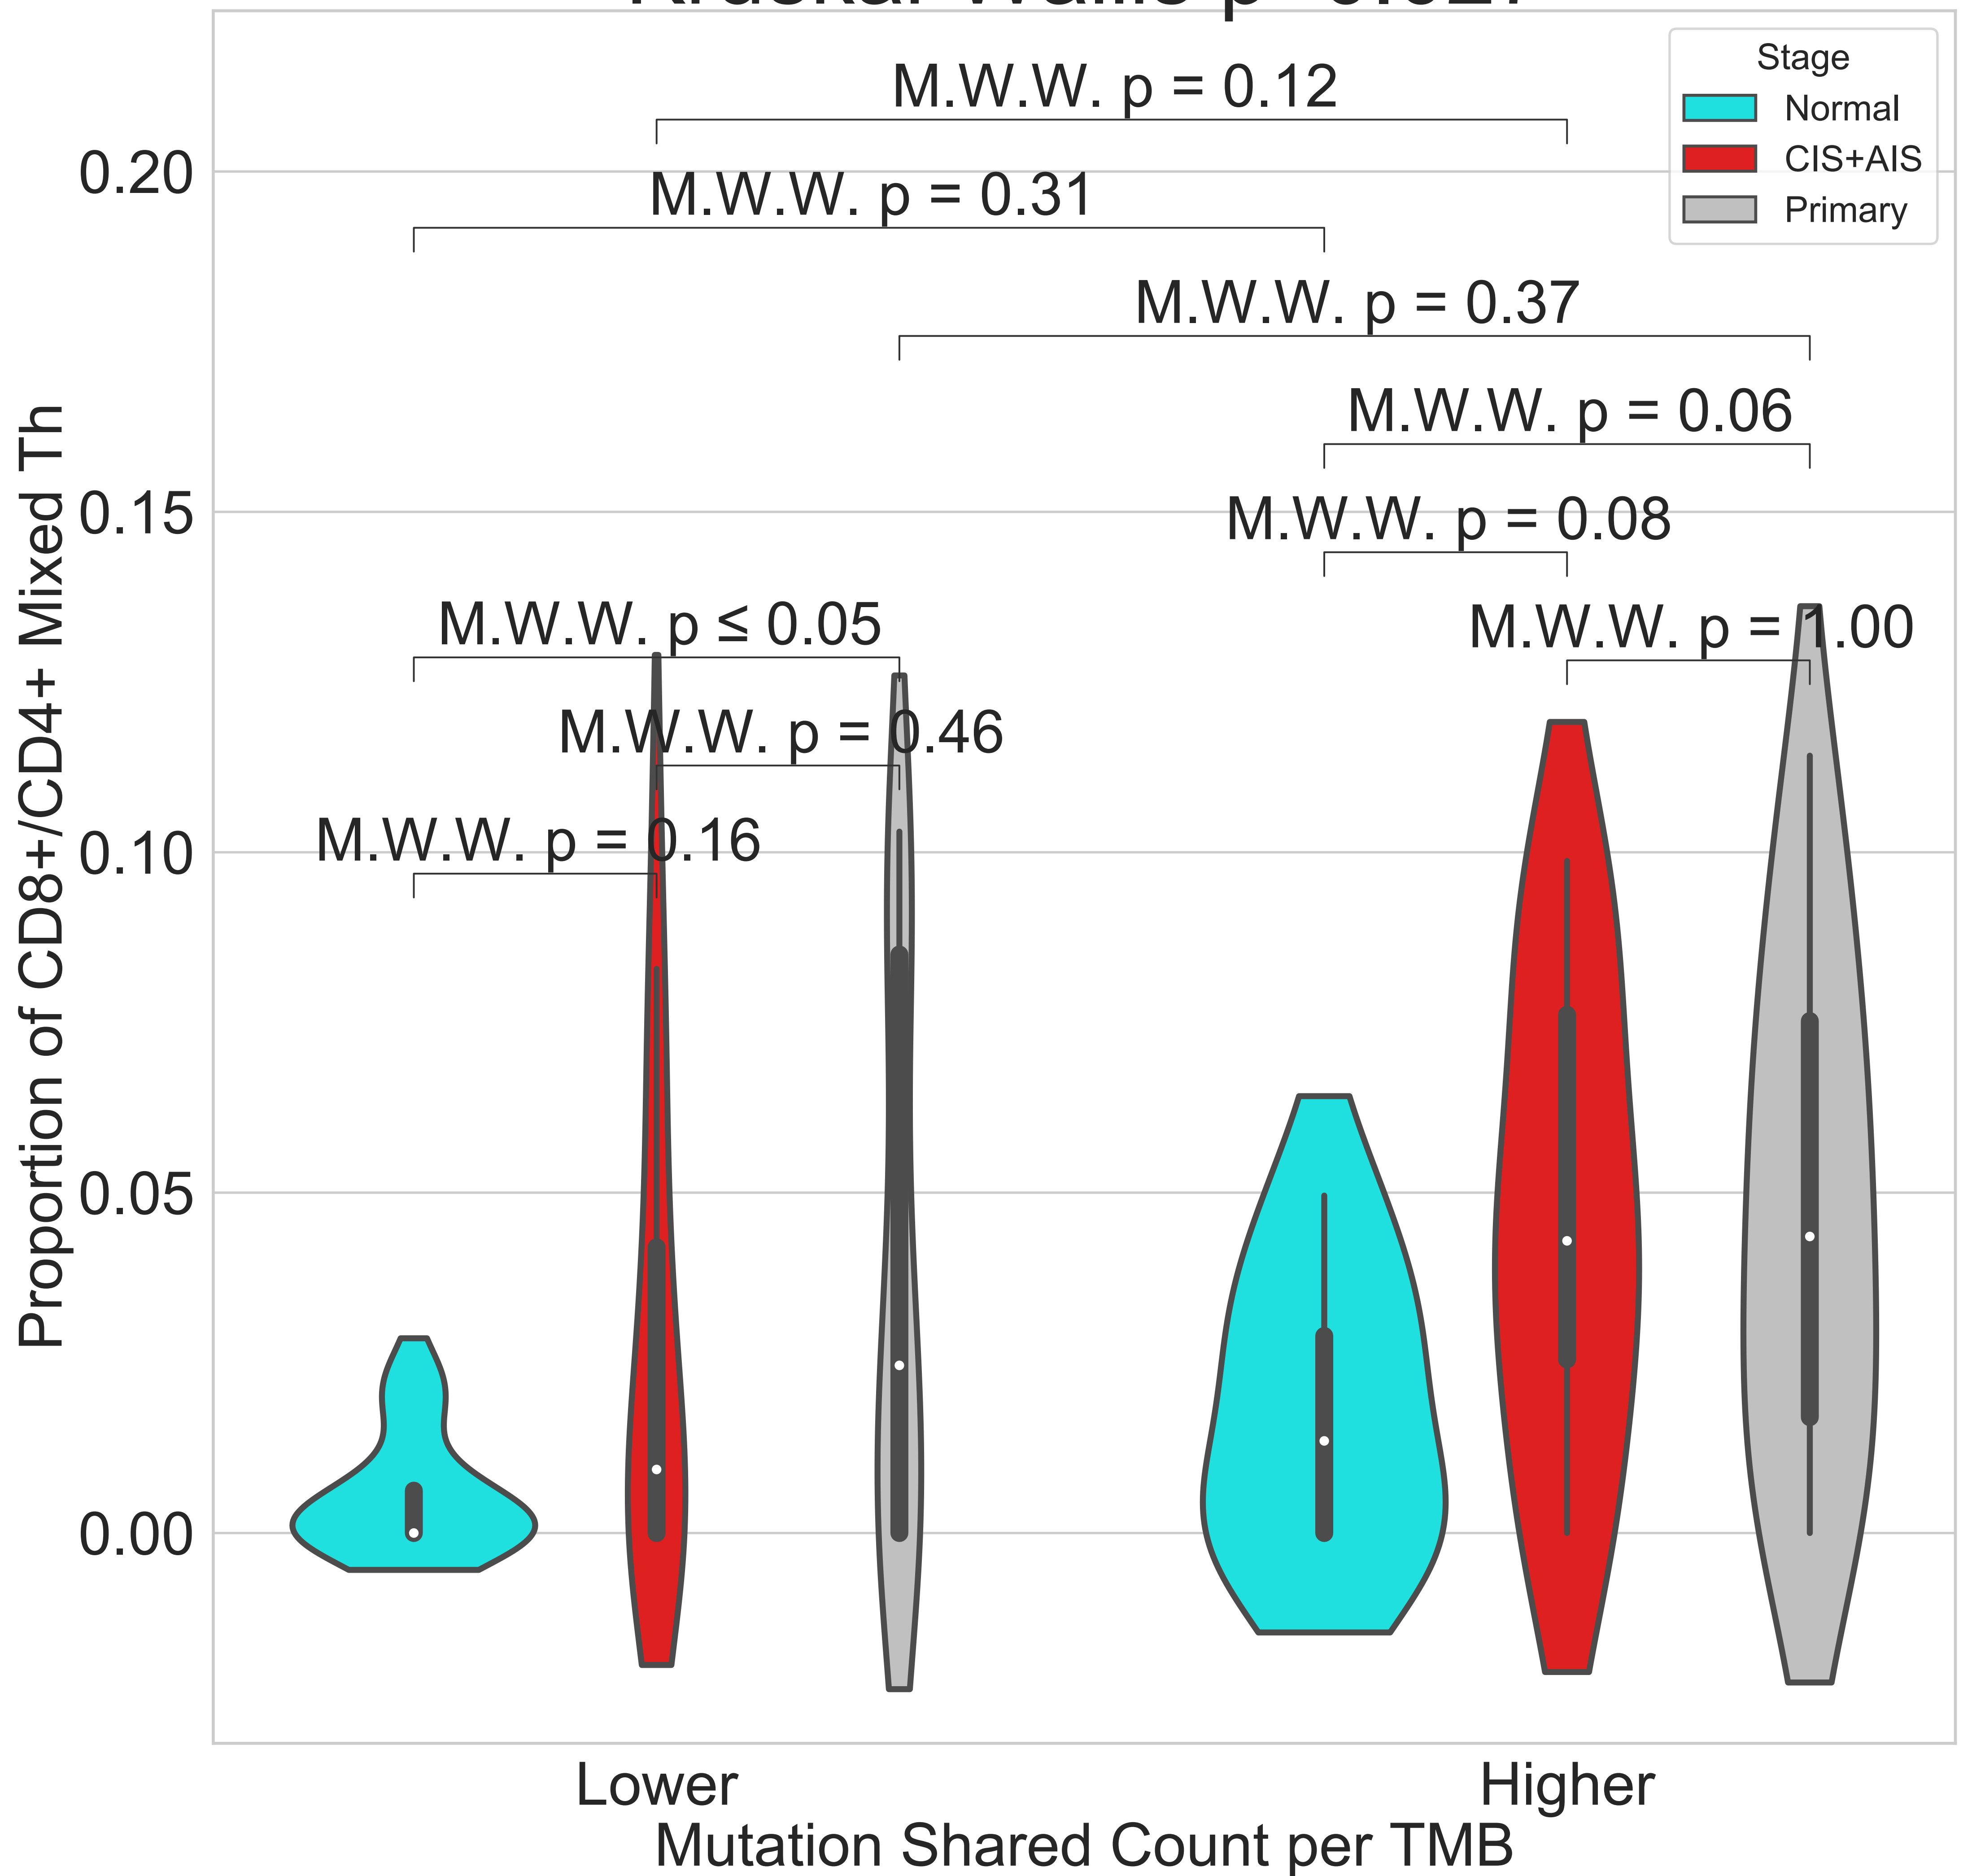 M.W.W. p = 0.12
Stage
Normal
CIS+AIS
Primary
0.20
M.W.W. p = 0.31
M.W.W. p = 0.37
M.W.W. p = 0.06
0.15
M.W.W. p = 0.08
M.W.W. p ≤ 0.05
M.W.W. p = 1.00
M.W.W. p = 0.46
0.10
M.W.W. p = 0.16
0.05
0.00
Proportion of CD8+/CD4+ Mixed Th
Lower
Higher
Mutation Shared Count per TMB